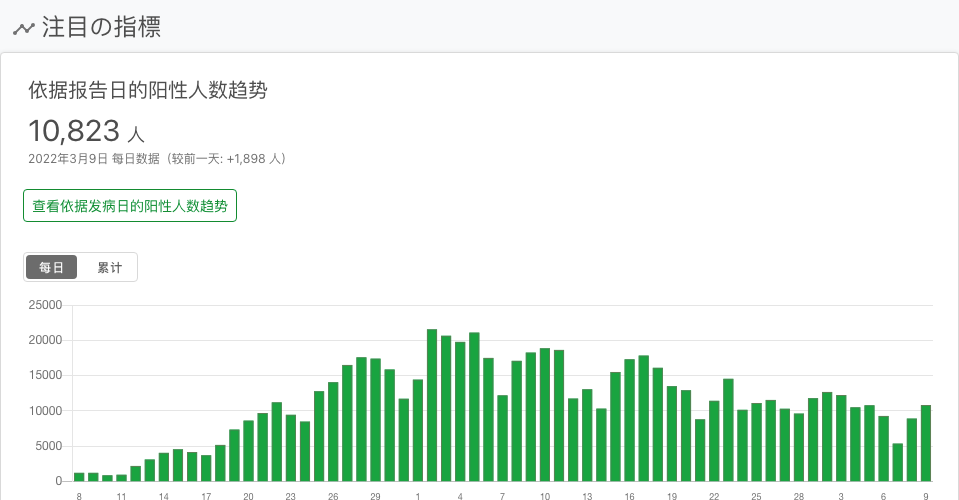 注目の指標
依据报告日的阳性人数趋势
10,823 人
2022年3月9日 每日数据（较前一天: +1,898 人）
查看依据发病日的阳性人数趋势
每日 累计
25000
20000
15000
10000
5000
0
8 11 14 17 20 23 26 29 1 4 7 10 13 16 19 22 25 28 3 6 9